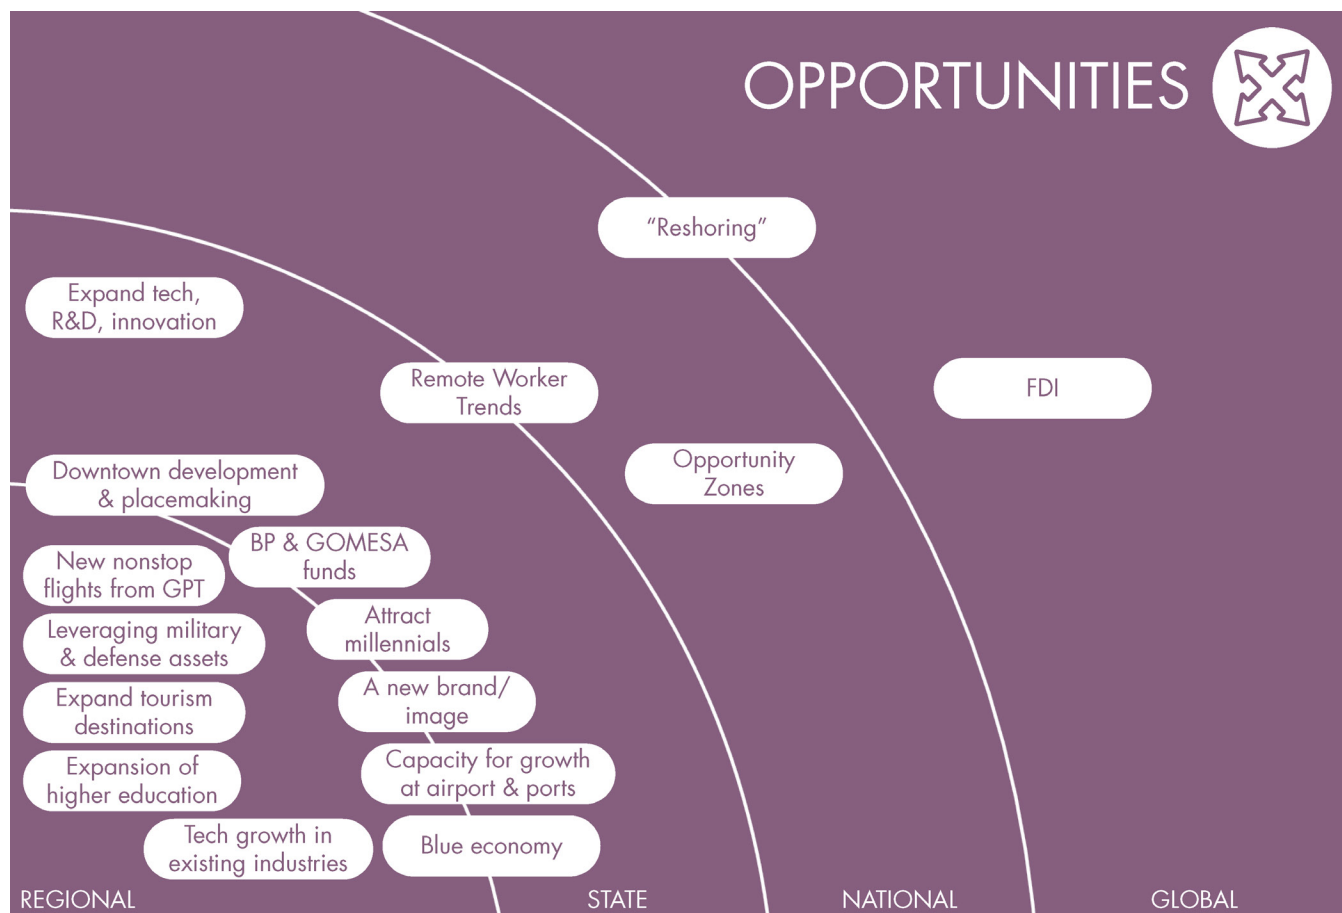 OPPORTUNITIES
“Reshoring”
Expand tech,
R&D, innovation
Remote Worker
Trends
FDI
Opportunity
Zones
Downtown development
& placemaking
BP & GOMESA
funds
New nonstop
flights from GPT
Attract
millennials
Leveraging military
& defense assets
A new brand/
image
Expand tourism
destinations
Capacity for growth
at airport & ports
Expansion of
higher education
Tech growth in
existing industries
Blue economy
REGIONAL
STATE
NATIONAL
GLOBAL